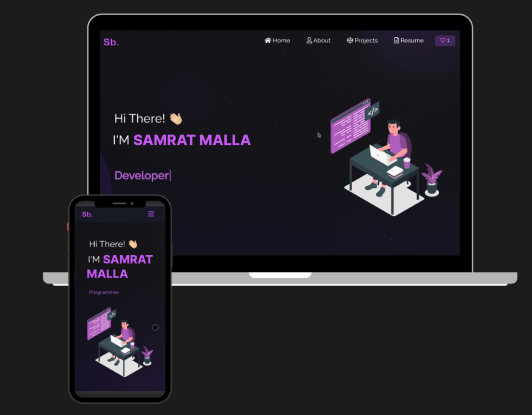 Sb.
Home About Projects Resume 1
Hi There! 👋🏻
I'M SAMRAT MALLA
Developer|
</>
Sb.
Hi There! 👋🏻
I'M SAMRAT
MALLA
Programmer
</>